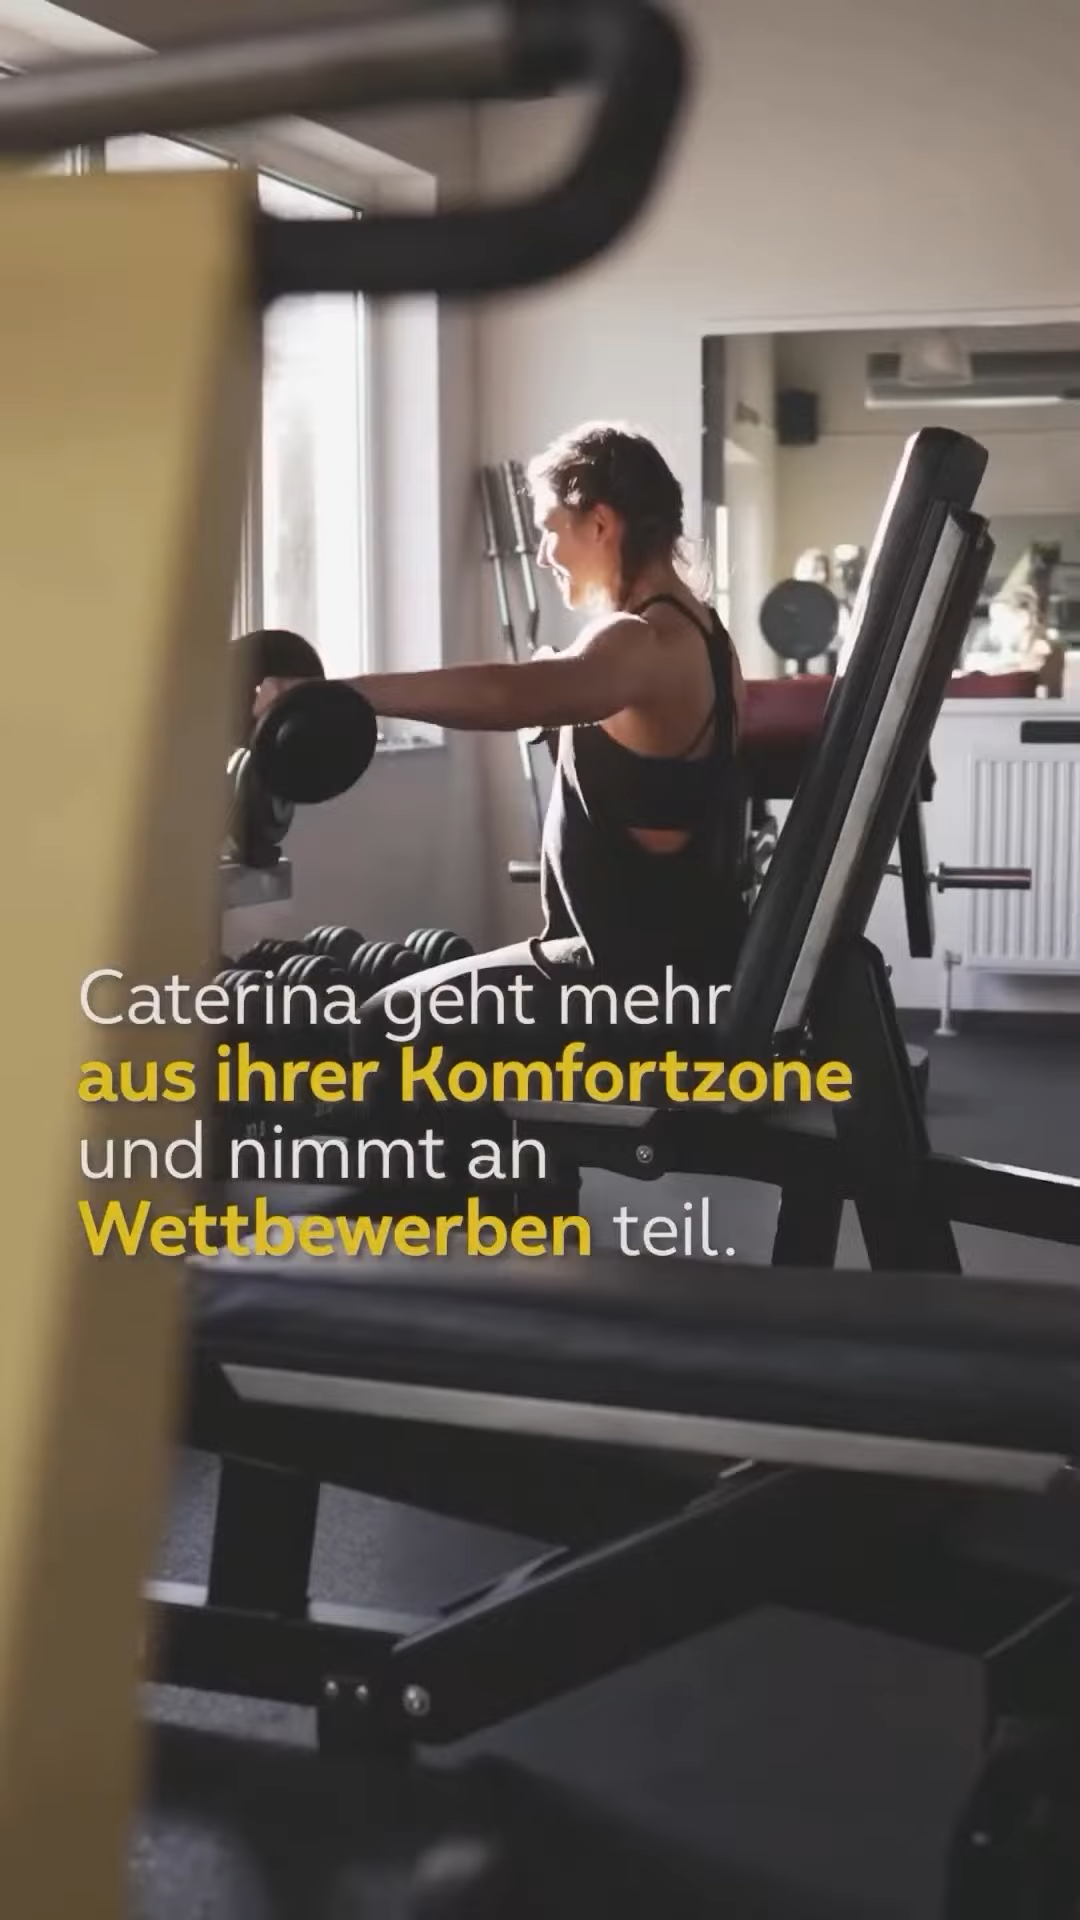 Caterina geht mehr
aus ihrer Komfortzone
und nimmt an
Wettbewerben teil.